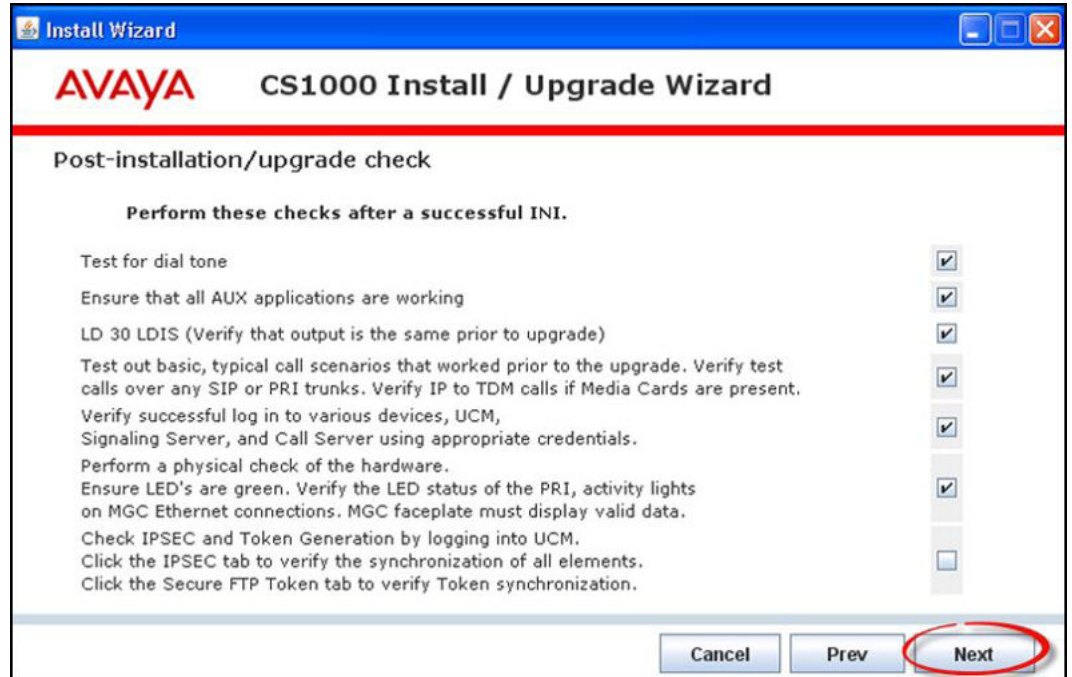 Install Wizard
AVAYA CS1000 Install / Upgrade Wizard
Post-installation/upgrade check
Perform these checks after a successful INI.
Test for dial tone
Ensure that all AUX applications are working
LD 30 LDIS (Verify that output is the same prior to upgrade)
Test out basic, typical call scenarios that worked prior to the upgrade. Verify test
calls over any SIP or PRI trunks. Verify IP to TDM calls if Media Cards are present.
Verify successful log in to various devices, UCM,
Signaling Server, and Call Server using appropriate credentials.
Perform a physical check of the hardware.
Ensure LED's are green. Verify the LED status of the PRI, activity lights
on MGC Ethernet connections. MGC faceplate must display valid data.
Check IPSEC and Token Generation by logging into UCM.
Click the IPSEC tab to verify the synchronization of all elements.
Click the Secure FTP Token tab to verify Token synchronization.
Cancel Prev Next